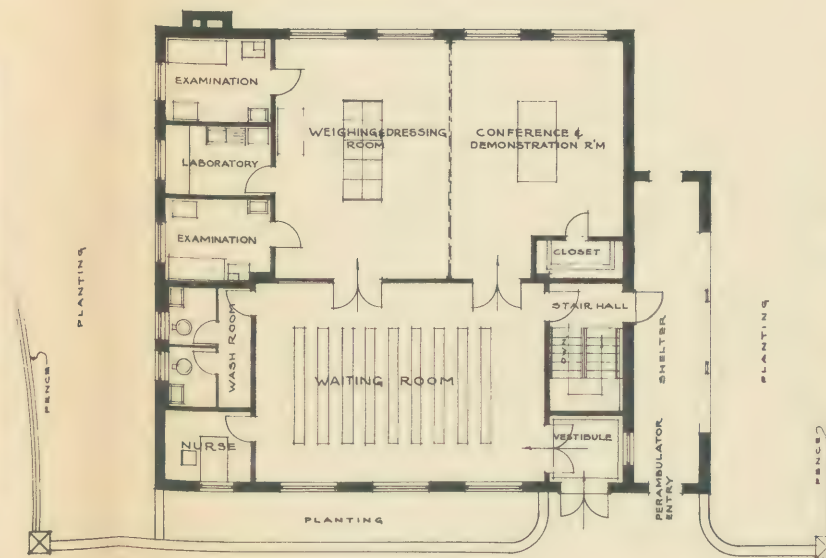 EXAMINATION
WEIGHING & DRESSING
ROOM
CONFERENCE &
DEMONSTRATION R'M
LABORATORY
EXAMINATION
CLOSET
STAIR HALL
PLANTING
WASH ROOM
WAITING ROOM
SHELTER
PLANTING
FENCE
NURSE
VESTIBULE
PERAMBULATOR
ENTRY
FENCE
PLANTING